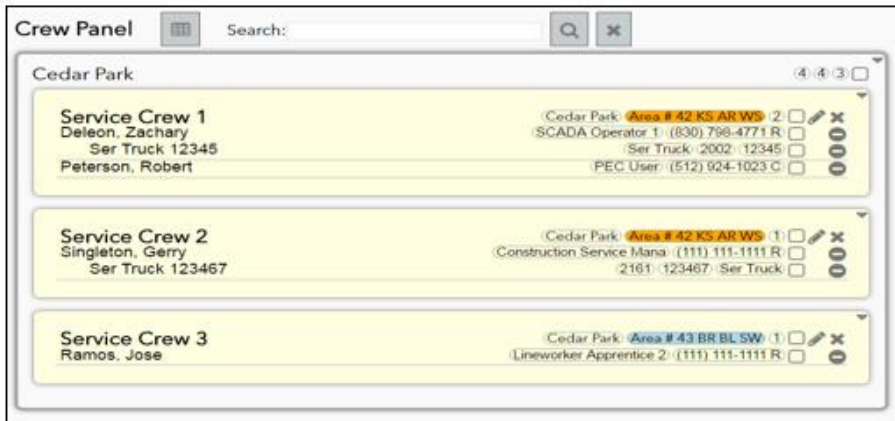 Crew Panel Search:
Cedar Park 4 4 3
Service Crew 1 Cedar Park Area # 42 KS AR WS 2
Deleon, Zachary SCADA Operator 1 (830) 798-4771 R
Ser Truck 12345 Ser Truck 2002 12345
Peterson, Robert PEC User (512) 924-1023 C
Service Crew 2 Cedar Park Area # 42 KS AR WS 1
Singleton, Gerry Construction Service Mana (111) 111-1111 R
Ser Truck 123467 2161 123467 Ser Truck
Service Crew 3 Cedar Park Area # 43 BR BL SW 1
Ramos, Jose Lineworker Apprentice 2 (111) 111-1111 R